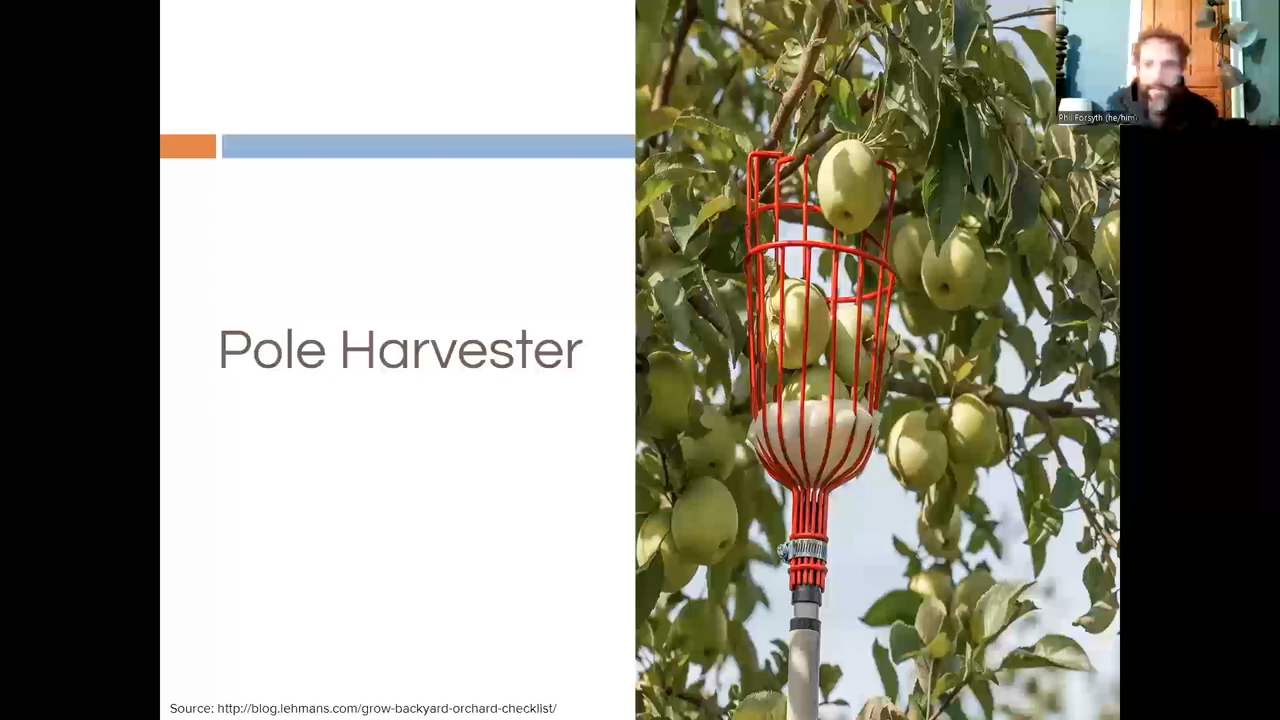 Phil Forsyth (he/him)
Pole Harvester
Source: http://blog.lehmans.com/grow-backyard-orchard-checklist/